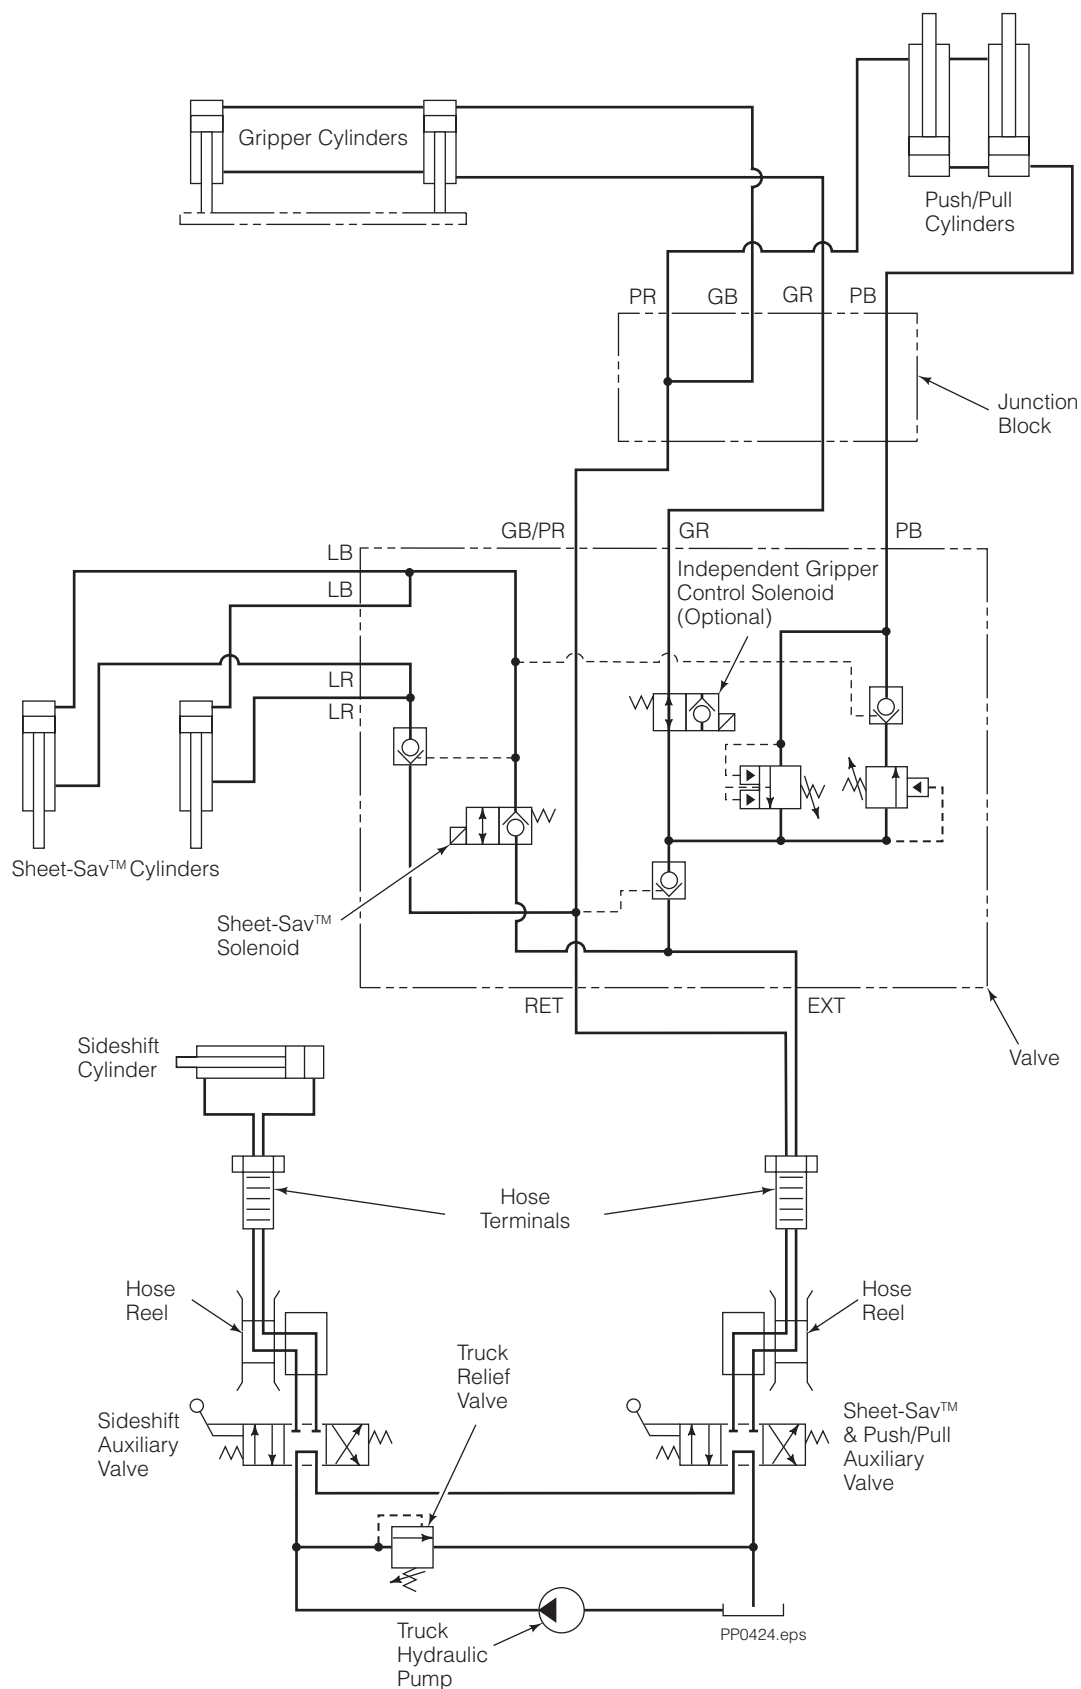 Gripper Cylinders
Push/Pull
Cylinders
PR
GB
GR
PB
Junction
Block
GB/PR
GR
PB
LB
LB
LR
LR
Independent Gripper
Control Solenoid
(Optional)
Sheet-Sav™ Cylinders
Sheet-Sav™
Solenoid
RET
EXT
Valve
Sideshift
Cylinder
Hose
Terminals
Hose
Reel
Hose
Reel
Truck
Relief
Valve
Sideshift
Auxiliary
Valve
Sheet-Sav™
& Push/Pull
Auxiliary
Valve
Truck
Hydraulic
Pump
PP0424.eps